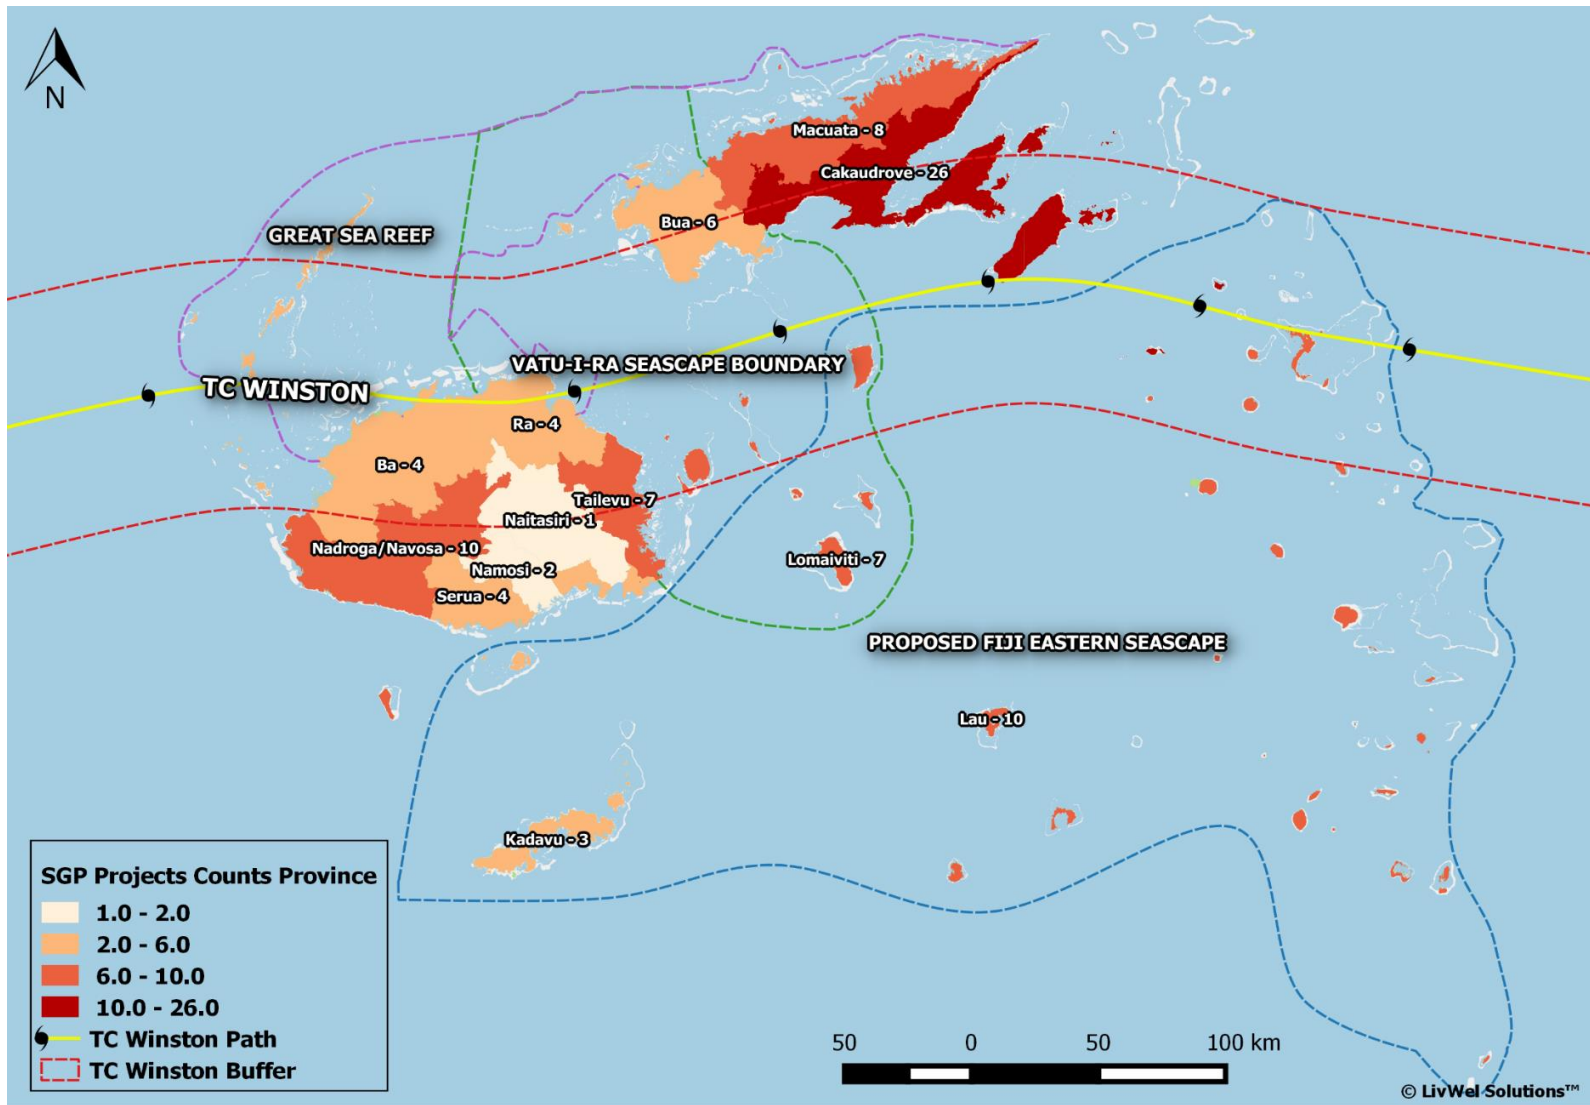 N
Macuata - 8
Cakaudrove - 26
Bua - 6
GREAT SEA REEF
VATU-I-RA SEASCAPE BOUNDARY
TC WINSTON
Ra - 4
Ba - 4
Tailevu - 7
Naitasiri - 1
Nadroga/Navosa - 10
Namosi - 2
Serua - 4
Lomaiviti - 7
PROPOSED FIJI EASTERN SEASCAPE
Lau - 10
Kadavu - 3
SGP Projects Counts Province
1.0 - 2.0
2.0 - 6.0
6.0 - 10.0
10.0 - 26.0
TC Winston Path
TC Winston Buffer
50 0 50 100 km
© LivWel Solutions™